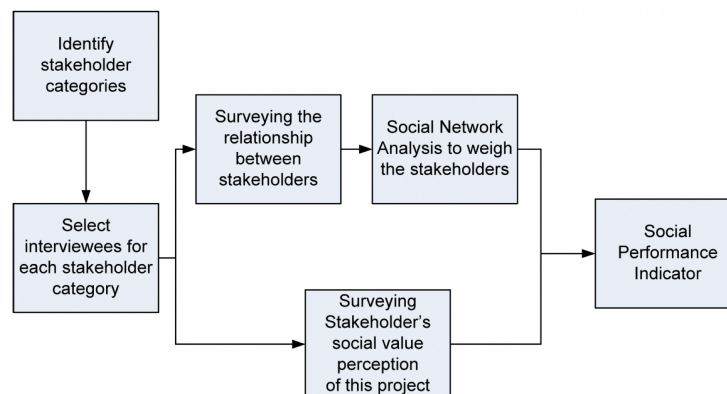 Identify
stakeholder
categories
Surveying the
relationship
between
stakeholders
Social Network
Analysis to weigh
the stakeholders
Select
interviewees for
each stakeholder
category
Social
Performance
Indicator
Surveying
Stakeholder's
social value
perception
of this project